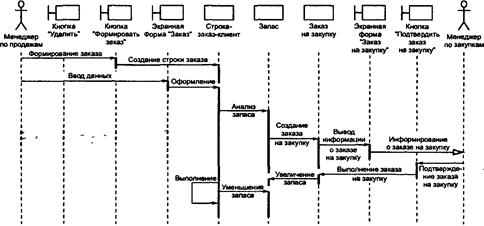 Менеджер
по продажам
Кнопка
"Удалить"
Кнопка
"Формировать
заказ"
Экранная
форма "Заказ"
Строка-
заказ-клиент
Запас
Заказ
на закупку
Экранная
форма
"Заказ
на закупку"
Кнопка
"Подтвердить
заказ
на закупку"
Менеджер
по закупкам
Формирование заказа
Создание строки заказа
Ввод данных
Оформление
Анализ
запаса
Создание
заказа
на закупку
Вывод
информации
о заказе
на закупку
Информирование
о заказе на закупку
Выполнение заказа
на закупку
Подтвержде-
ние заказа
на закупку
Увеличение
запаса
Выполнение
Уменьшение
запаса